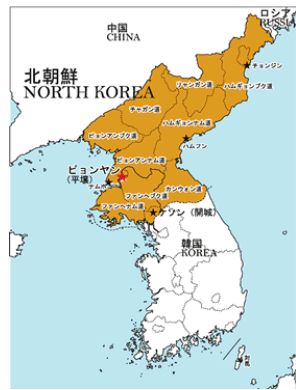 ロシア
RUSSIA
中国
CHINA
北朝鮮
NORTH KOREA
チョンジン
リャンガン道
ハムギョンブク道
チャガン道
ハムギョンナム道
ピョンアンブク道
ハムフン
ピョンアンナム道
ピョンヤン
(平壌)
ナムポ
カンウォン道
ファンヘブク道
ファンヘナム道
ケソン(開城)
韓国
KOREA
対馬